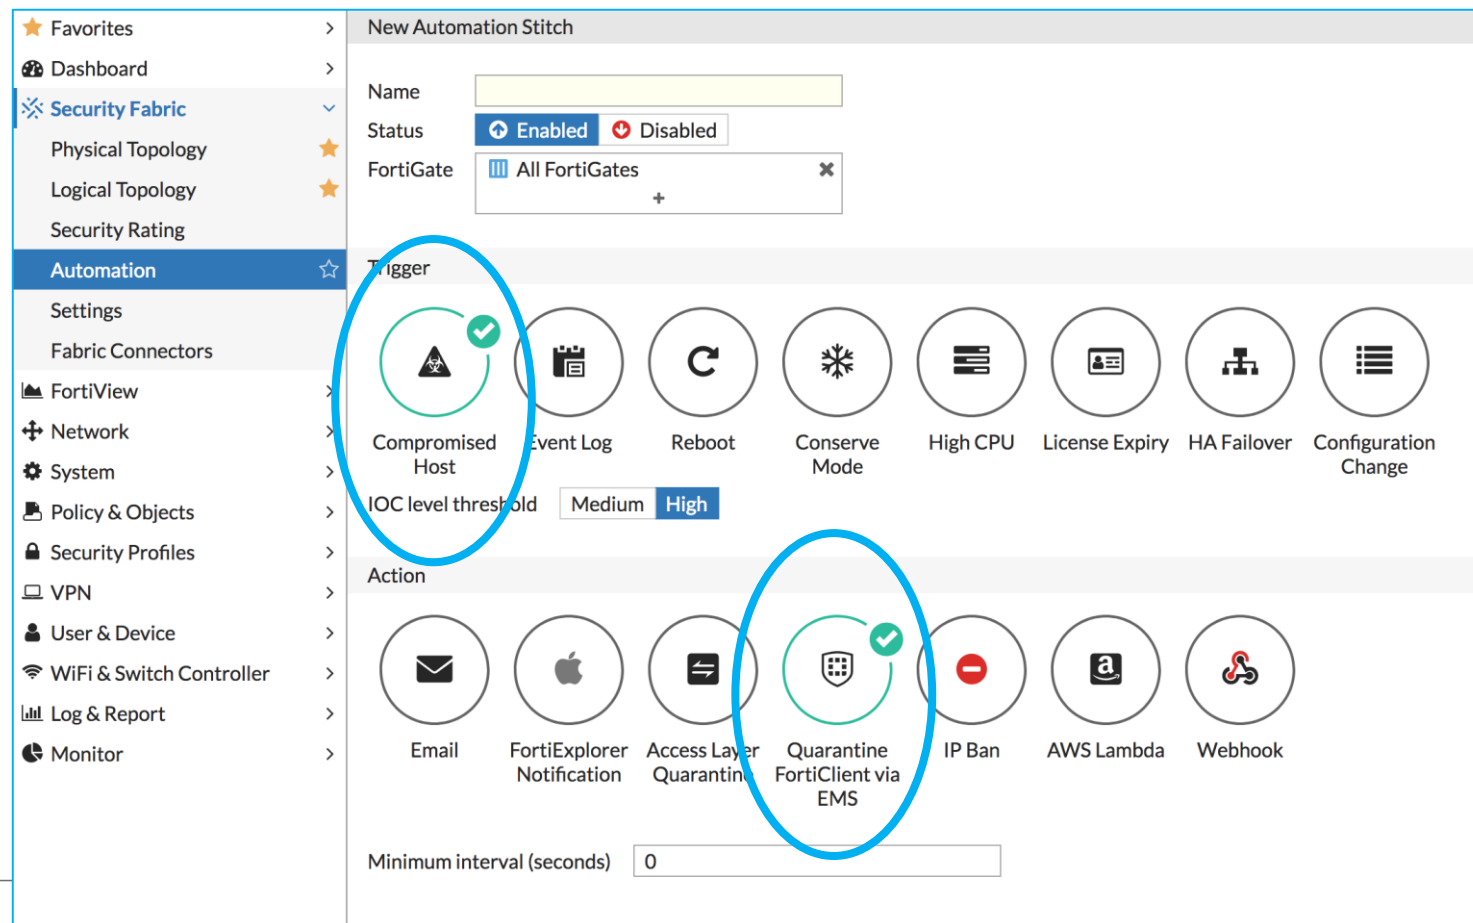 Favorites
Dashboard
Security Fabric
Physical Topology
Logical Topology
Security Rating
Automation
Settings
Fabric Connectors
FortiView
Network
System
Policy & Objects
Security Profiles
VPN
User & Device
WiFi & Switch Controller
Log & Report
Monitor
New Automation Stitch
Name
Status Enabled Disabled
FortiGate All FortiGates
+
Trigger
Compromised Host
Event Log
Reboot
Conserve Mode
High CPU
License Expiry
HA Failover
Configuration Change
IOC level threshold Medium High
Action
Email
FortiExplorer Notification
Access Layer Quarantine
Quarantine FortiClient via EMS
IP Ban
AWS Lambda
Webhook
Minimum interval (seconds) 0